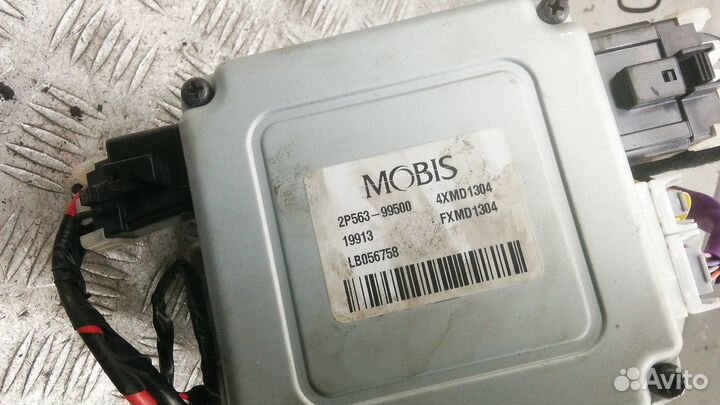 MOBIS
2P563-99500 4XMD1304
19913 FXMD1304
LB056758
Avito